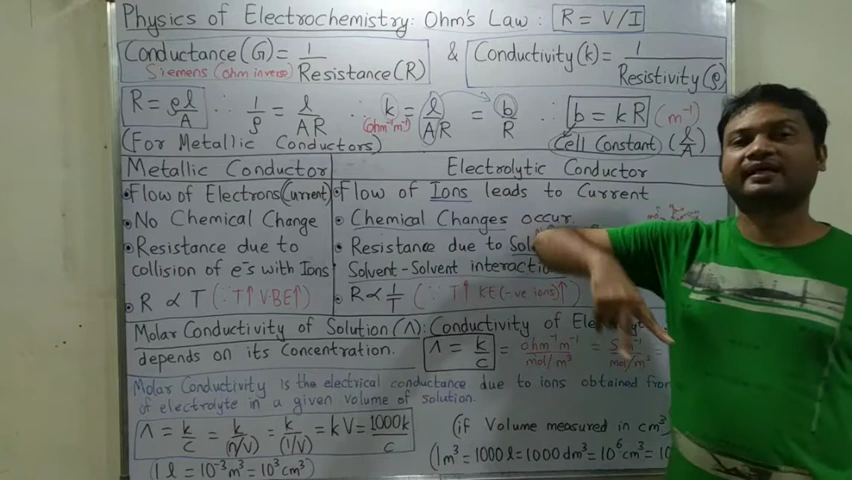 Physics of Electrochemistry: Ohm's Law : R = V/I
Conductance(G) = 1/Resistance(R) & Conductivity(k) = 1/Resistivity(ρ)
Siemens (ohm inverse)
R = ρl/A ∴ 1/ρ = l/AR ∴ k = l/AR = b/R ∴ b = kR (m⁻¹)
(ohm⁻¹m⁻¹)
(For Metallic Conductors) Cell Constant (l/A)
Metallic Conductor
• Flow of Electrons (Current)
• No Chemical Change
• Resistance due to
collision of e⁻s with Ions
• R ∝ T (∵ T↑ V·BE↑)
Electrolytic Conductor
• Flow of Ions leads to Current
• Chemical Changes occur
• Resistance due to
Solvent-Solvent
• R ∝ 1/T (∵ T↑ KE(-ve ions)↑)
Molar Conductivity of Solution (Λ): Conductivity of
depends on its Concentration. Λ = k/c = ohm⁻¹m⁻¹/mol/m³ =
Molar Conductivity is the electrical conductance due to ions obtained
of electrolyte in a given volume of solution.
Λ = k/c = k/(n/V) = k/(1/V) = kV = 1000k/c (if Volume measured in cm³
(1 l = 10⁻³m³ = 10³cm³) (1m³ = 1000 l = 1000 dm³ = 10⁶ cm³